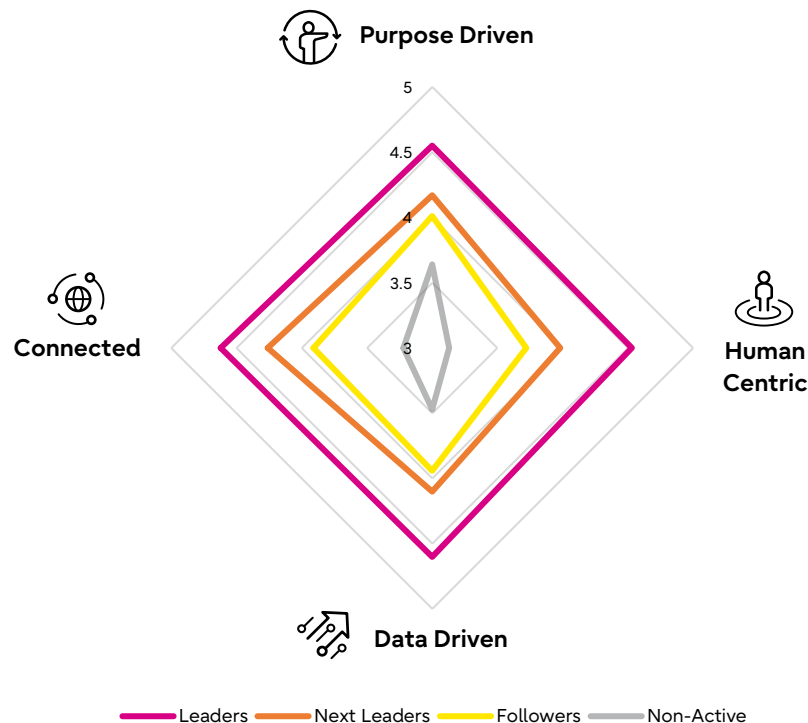 Purpose Driven
5
4.5
4
3.5
3
Connected
Human
Centric
Data Driven
Leaders
Next Leaders
Followers
Non-Active